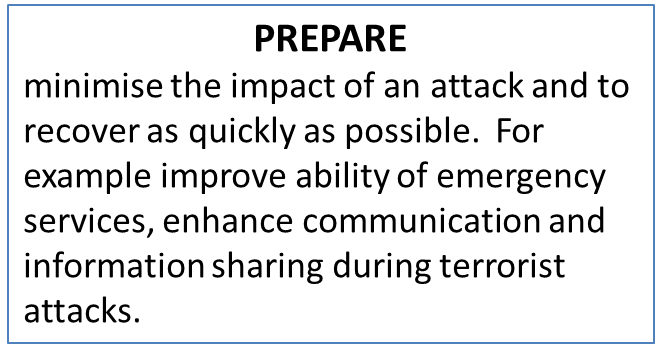 PREPARE
minimise the impact of an attack and to
recover as quickly as possible.  For
example improve ability of emergency
services, enhance communication and
information sharing during terrorist
attacks.